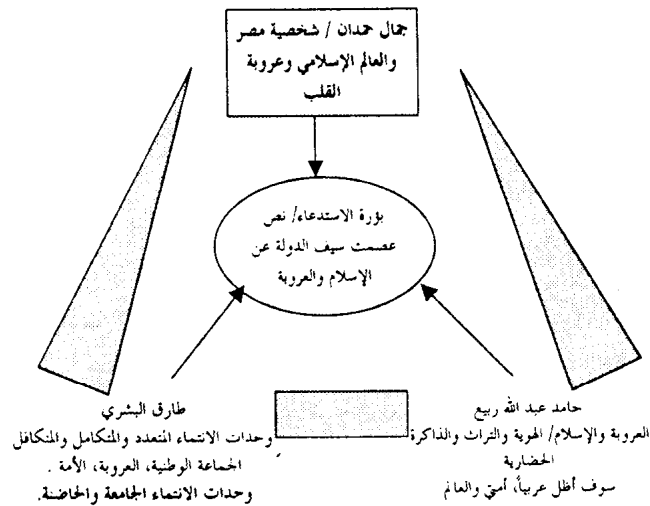 جمال حمدان / شخصية مصر
والعالم الإسلامي وعروبة
القلب
بؤرة الاستدعاء/ نص
عصمت سيف الدولة عن
الإسلام والعروبة
حامد عبد الله ربيع
العروبة والإسلام/ الهوية والتراث والذاكرة
الحضارية
سوف أظل عربياً، أمتي والعالم
طارق البشري
وحدات الانتماء المتعدد والمتكامل والمتكافل
الجماعة الوطنية، العروبة، الأمة .
وحدات الانتماء الجامعة والحاضنة.